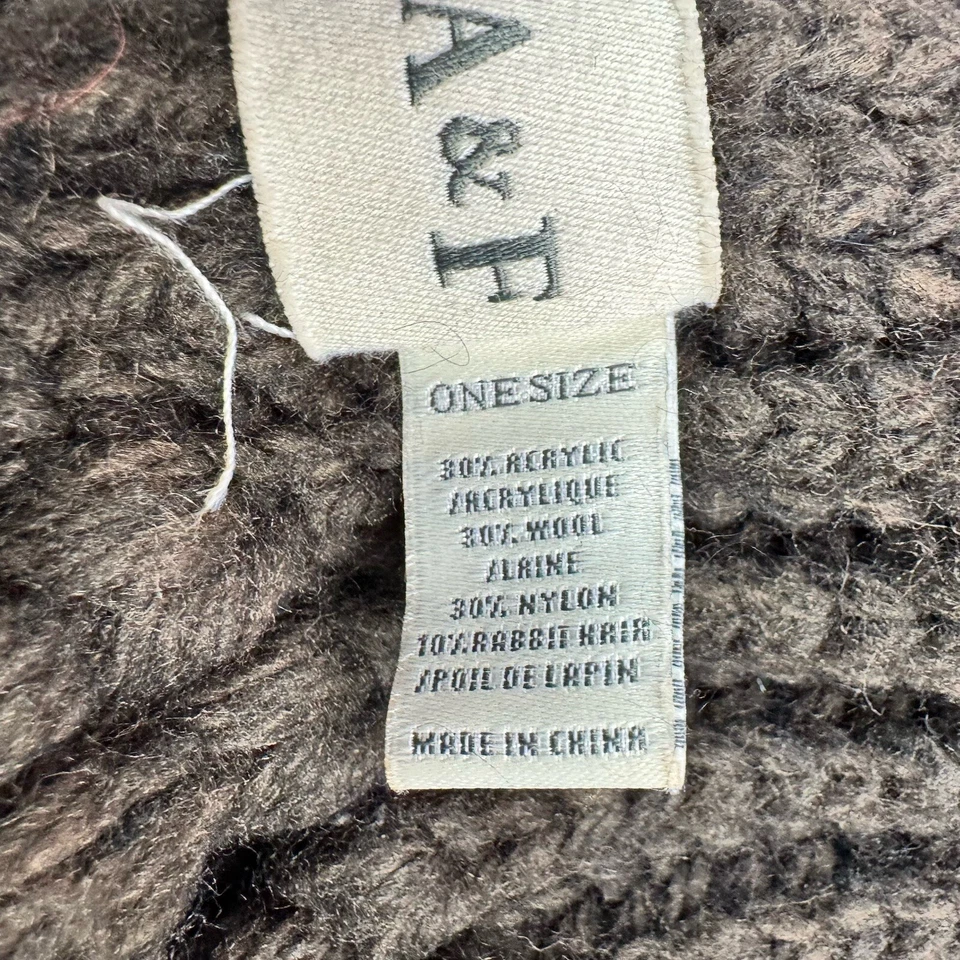 A & F
ONE SIZE
30% ACRYLIC
/ACRYLIQUE
30% WOOL
/LAINE
30% NYLON
10% RABBIT HAIR
/POIL DE LAPIN
MADE IN CHINA